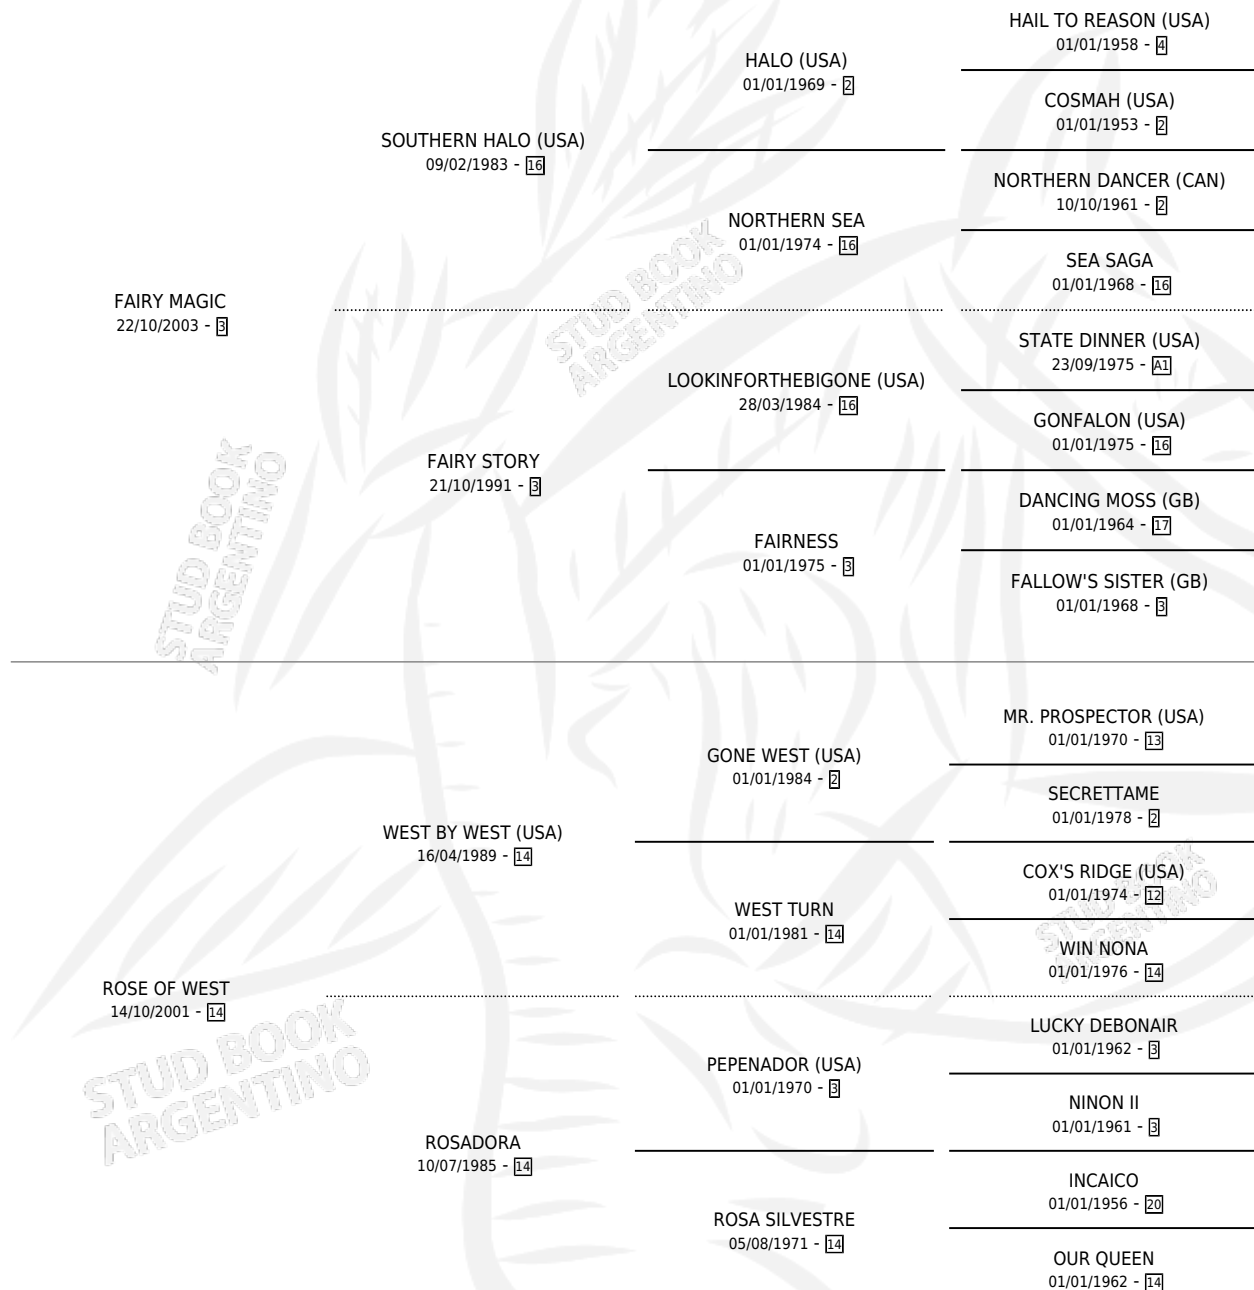 HAIL TO REASON (USA)
01/01/1958 - 4
HALO (USA)
01/01/1969 - 2
COSMAH (USA)
01/01/1953 - 2
SOUTHERN HALO (USA)
09/02/1983 - 16
NORTHERN DANCER (CAN)
10/10/1961 - 2
NORTHERN SEA
01/01/1974 - 16
SEA SAGA
01/01/1968 - 16
FAIRY MAGIC
22/10/2003 - 3
STATE DINNER (USA)
23/09/1975 - A1
LOOKINFORTHEBIGONE (USA)
28/03/1984 - 16
GONFALON (USA)
01/01/1975 - 16
FAIRY STORY
21/10/1991 - 3
DANCING MOSS (GB)
01/01/1964 - 17
FAIRNESS
01/01/1975 - 3
FALLOW'S SISTER (GB)
01/01/1968 - 3
MR. PROSPECTOR (USA)
01/01/1970 - 13
GONE WEST (USA)
01/01/1984 - 2
SECRETTAME
01/01/1978 - 2
WEST BY WEST (USA)
16/04/1989 - 14
COX'S RIDGE (USA)
01/01/1974 - 12
WEST TURN
01/01/1981 - 14
WIN NONA
01/01/1976 - 14
ROSE OF WEST
14/10/2001 - 14
LUCKY DEBONAIR
01/01/1962 - 3
PEPENADOR (USA)
01/01/1970 - 3
NINON II
01/01/1961 - 3
ROSADORA
10/07/1985 - 14
INCAICO
01/01/1956 - 20
ROSA SILVESTRE
05/08/1971 - 14
OUR QUEEN
01/01/1962 - 14
STUD BOOK
ARGENTINO
STUD BOOK
ARGENTINO
STUD BOOK
ARGENTINO
STUD BOOK
ARGENTINO